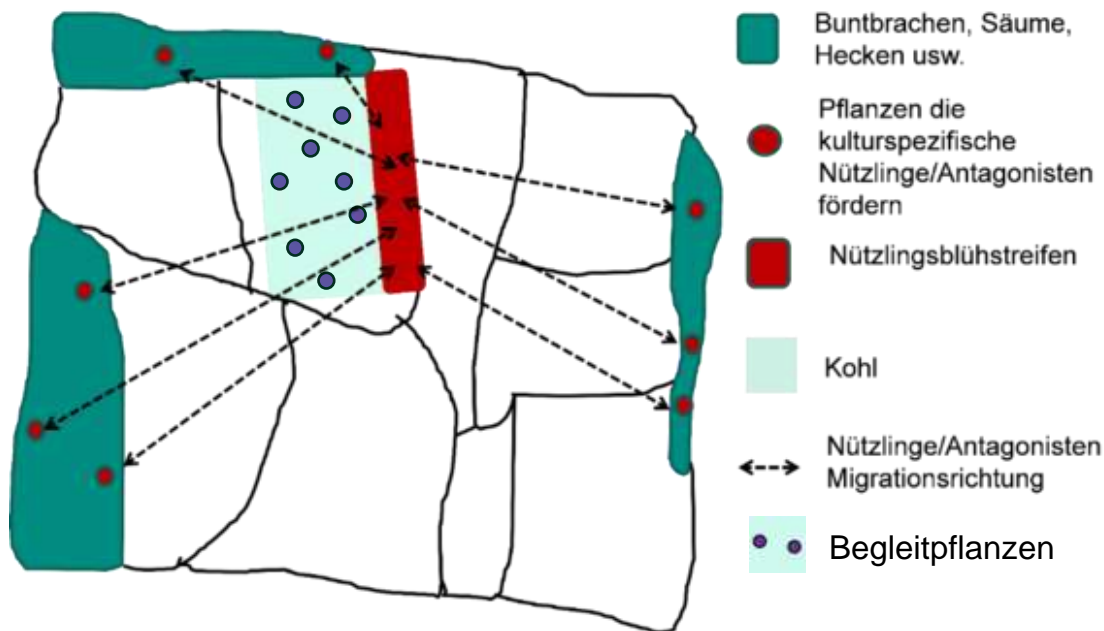 Buntbrachen, Säume,
Hecken usw.
Pflanzen die
kulturspezifische
Nützlinge/Antagonisten
fördern
Nützlingsblühstreifen
Kohl
Nützlinge/Antagonisten
Migrationsrichtung
Begleitpflanzen